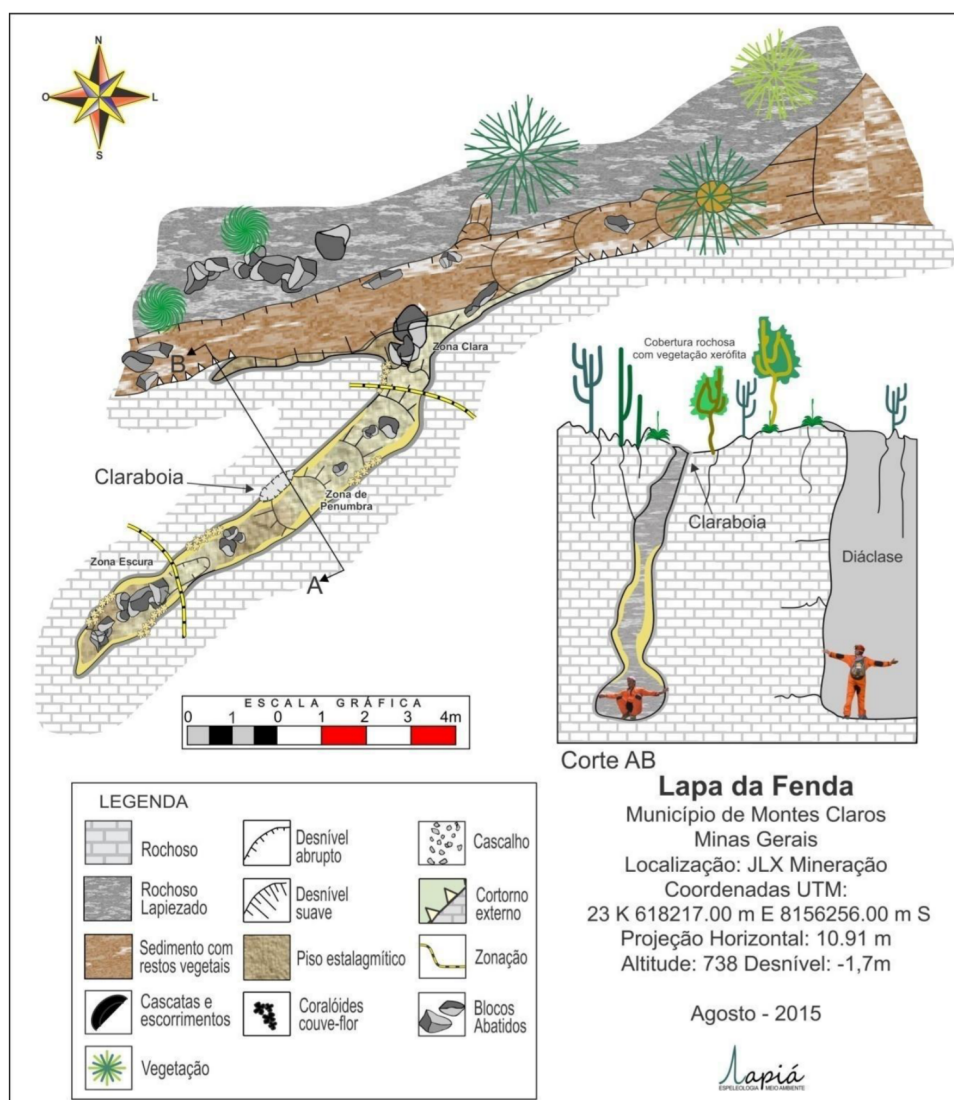 N
O
L
S
B
Zona Clara
Claraboia
Zona de
Penumbra
Zona Escura
A
Cobertura rochosa
com vegetação xerófita
Claraboia
Diáclase
ESCALA GRÁFICA
0 1 0 1 2 3 4m
Corte AB
LEGENDA
Rochoso
Desnível
abrupto
Cascalho
Rochoso
Lapiezado
Desnível
suave
Cortorno
externo
Sedimento com
restos vegetais
Piso estalagmítico
Zonação
Cascatas e
escorrimentos
Coralóides
couve-flor
Blocos
Abatidos
Vegetação
Lapa da Fenda
Município de Montes Claros
Minas Gerais
Localização: JLX Mineração
Coordenadas UTM:
23 K 618217.00 m E 8156256.00 m S
Projeção Horizontal: 10.91 m
Altitude: 738 Desnível: -1,7m
Agosto - 2015
Lapiá
ESPELEOLOGIA MEIO AMBIENTE